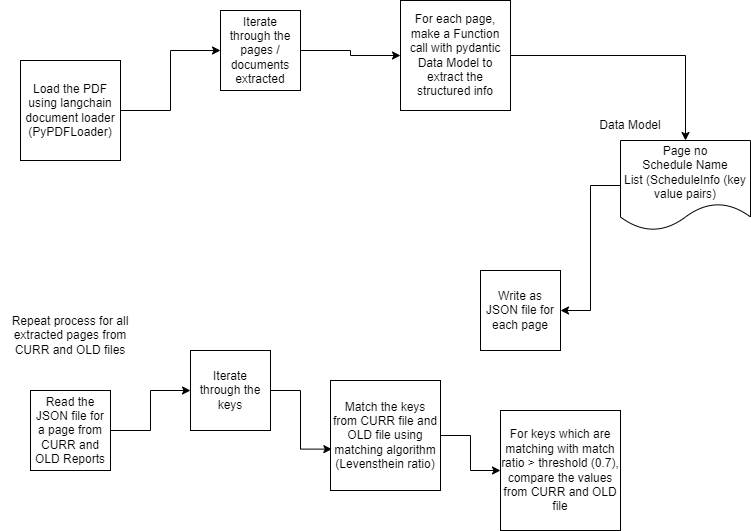 Load the PDF
using langchain
document loader
(PyPDFLoader)
Iterate
through the
pages /
documents
extracted
For each page,
make a Function
call with pydantic
Data Model to
extract the
structured info
Data Model
Page no
Schedule Name
List (ScheduleInfo (key
value pairs)
Write as
JSON file for
each page
Repeat process for all
extracted pages from
CURR and OLD files
Read the
JSON file for
a page from
CURR and
OLD Reports
Iterate
through the
keys
Match the keys
from CURR file and
OLD file using
matching algorithm
(Levensthein ratio)
For keys which are
matching with match
ratio > threshold (0.7),
compare the values
from CURR and OLD
file